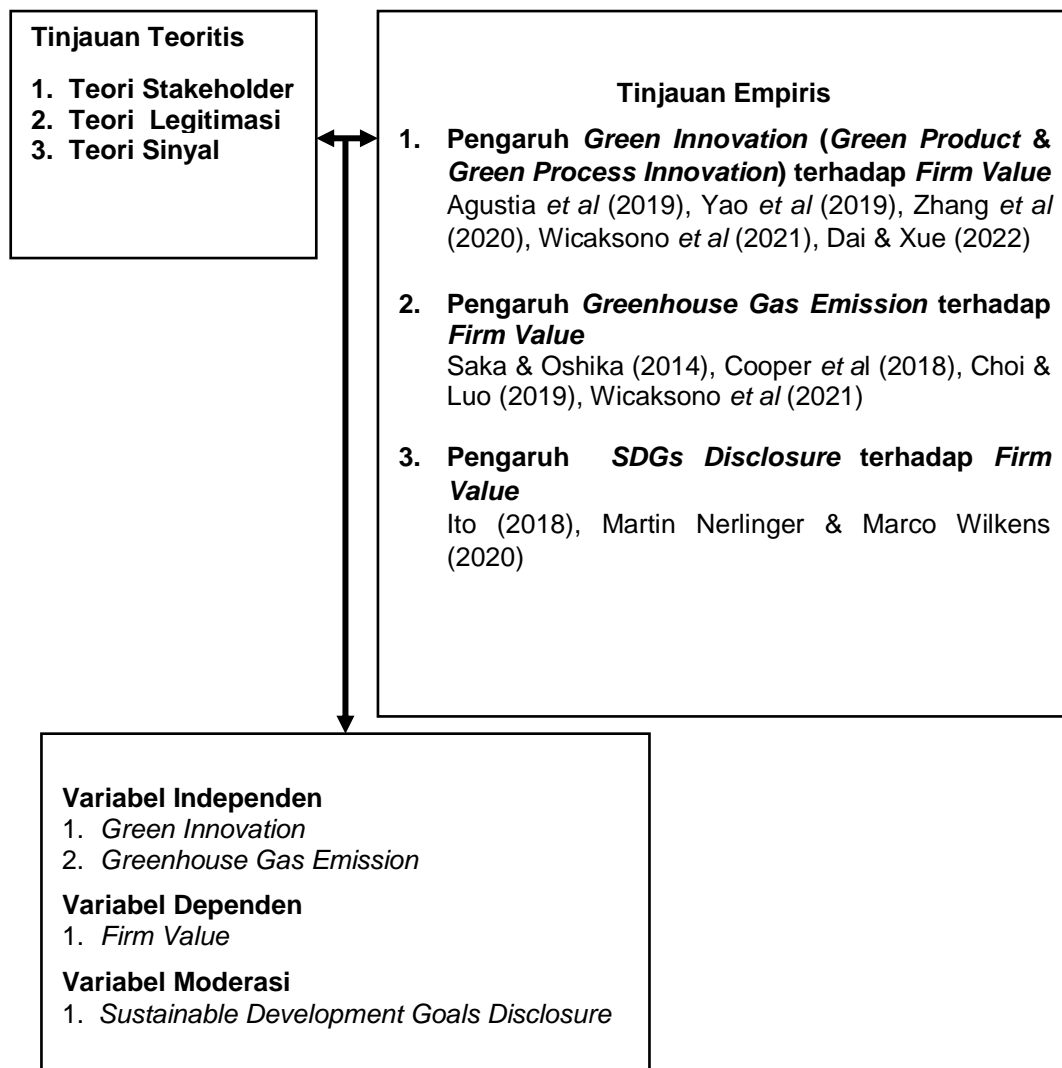 Tinjauan Teoritis
1. Teori Stakeholder
2. Teori Legitimasi
3. Teori Sinyal
Tinjauan Empiris
1. Pengaruh Green Innovation (Green Product &
Green Process Innovation) terhadap Firm Value
Agustia et al (2019), Yao et al (2019), Zhang et al
(2020), Wicaksono et al (2021), Dai & Xue (2022)
2. Pengaruh Greenhouse Gas Emission terhadap
Firm Value
Saka & Oshika (2014), Cooper et al (2018), Choi &
Luo (2019), Wicaksono et al (2021)
3. Pengaruh SDGs Disclosure terhadap Firm
Value
Ito (2018), Martin Nerlinger & Marco Wilkens
(2020)
Variabel Independen
1. Green Innovation
2. Greenhouse Gas Emission
Variabel Dependen
1. Firm Value
Variabel Moderasi
1. Sustainable Development Goals Disclosure